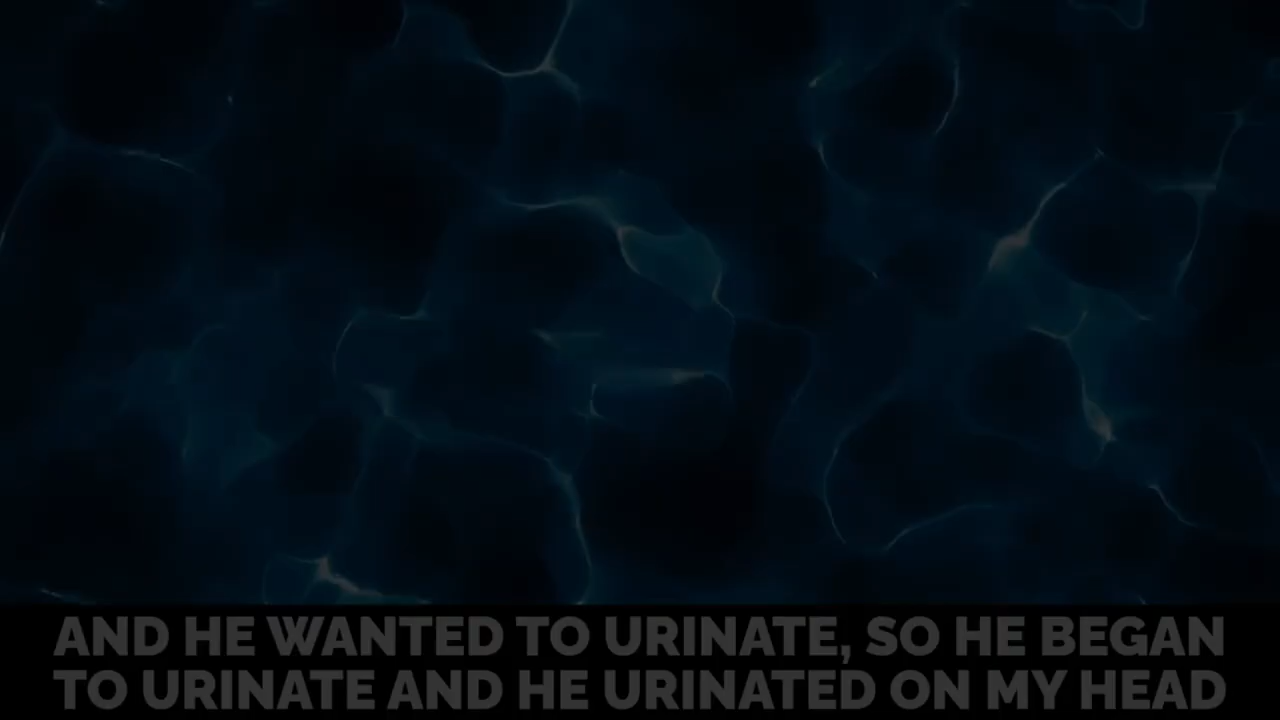 AND HE WANTED TO URINATE, SO HE BEGAN
TO URINATE AND HE URINATED ON MY HEAD